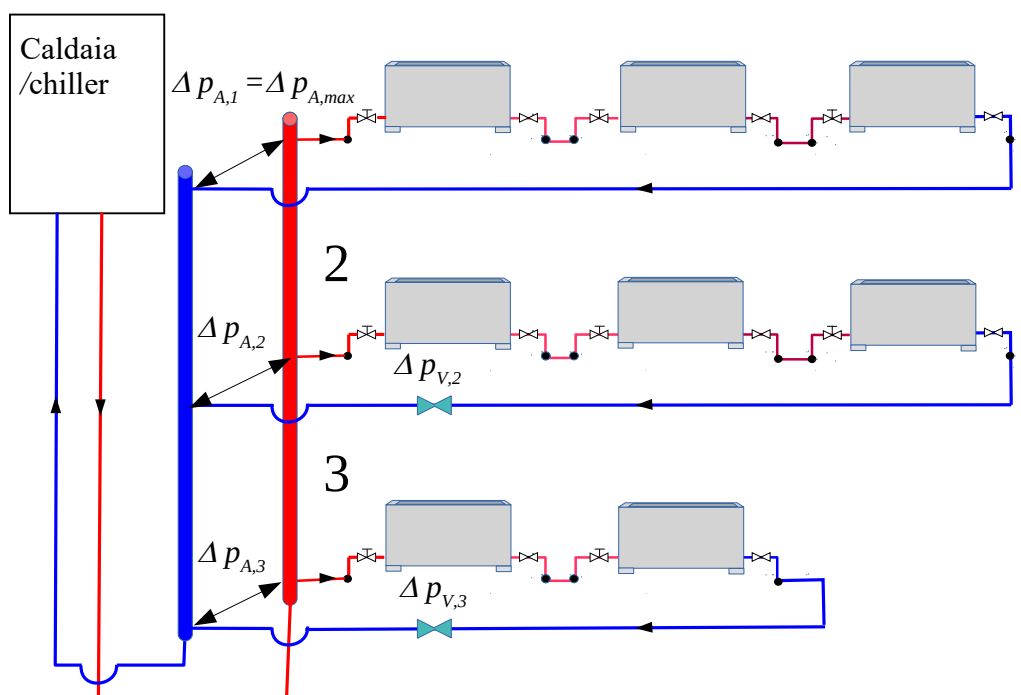 Caldaia
/chiller
Δ p_A,1 = Δ p_A,max
2
Δ p_A,2
Δ p_V,2
3
Δ p_A,3
Δ p_V,3